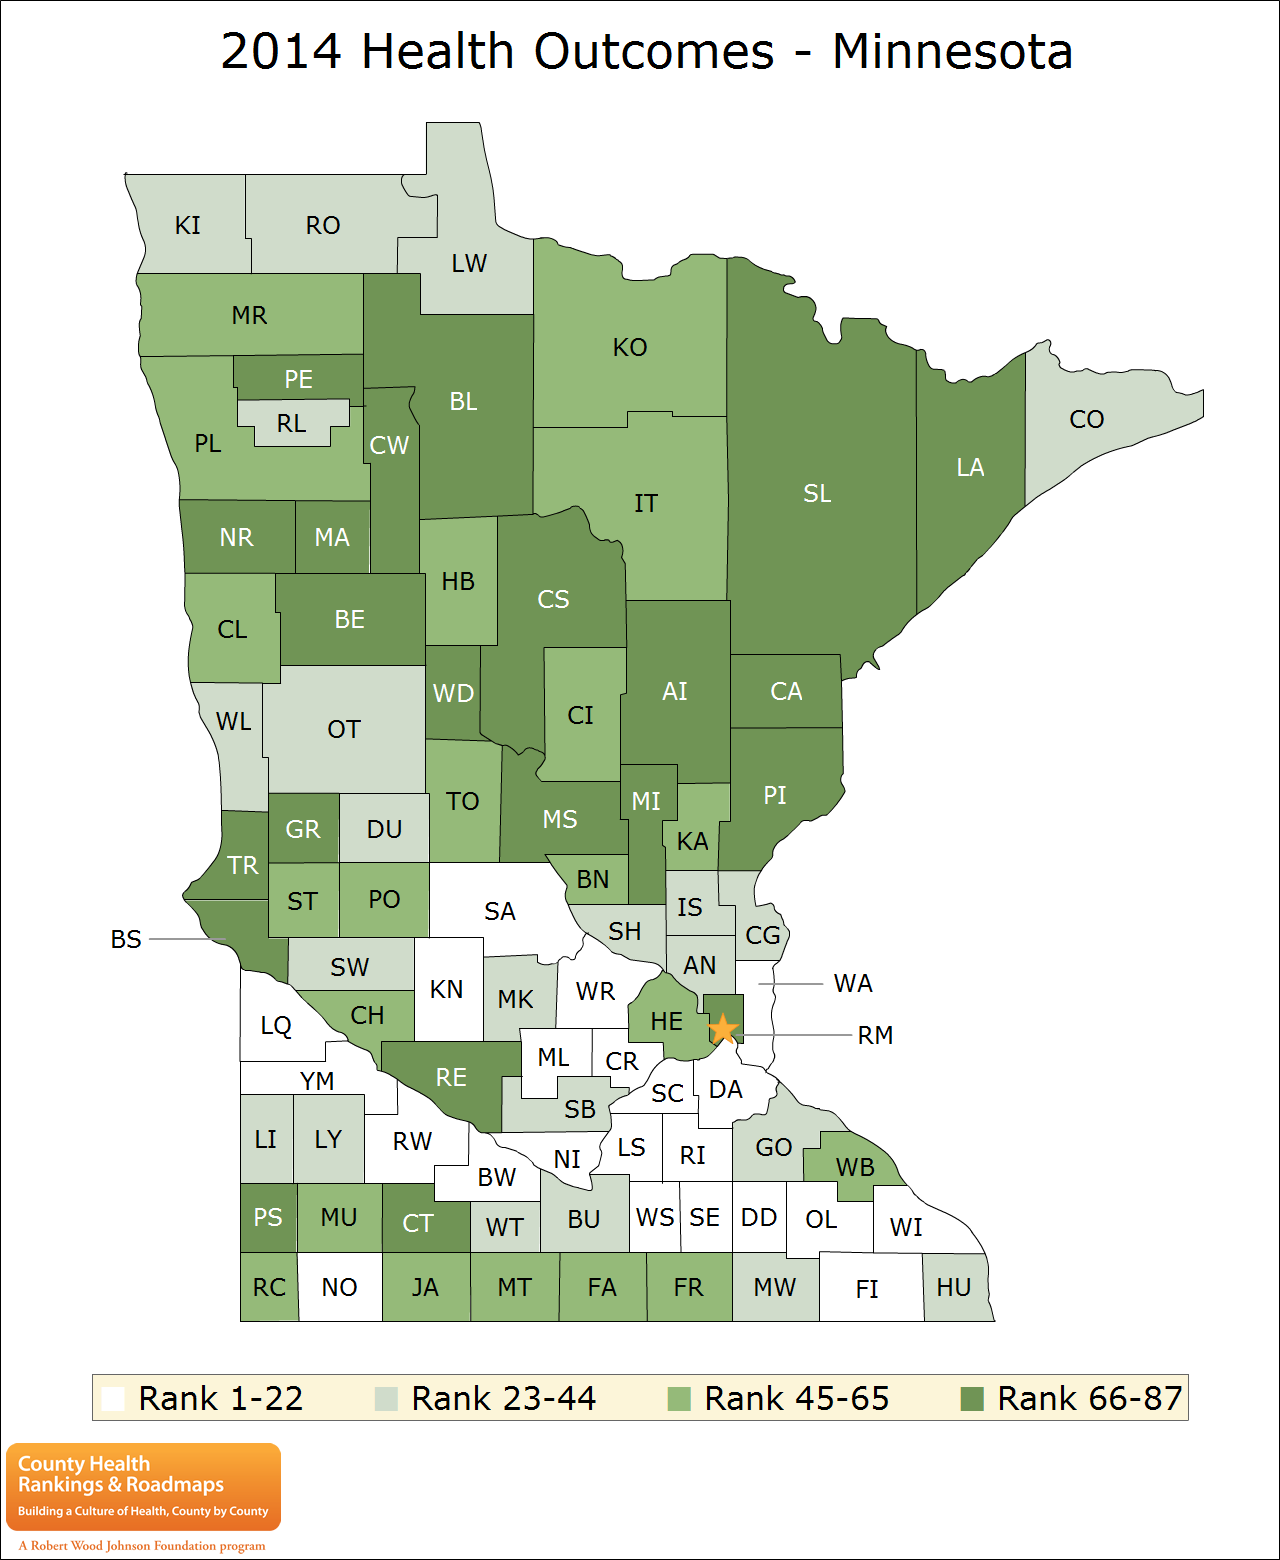 2014 Health Outcomes - Minnesota
KI
RO
LW
MR
KO
PE
BL
RL
CO
PL
CW
LA
SL
IT
NR
MA
HB
CS
BE
CL
AI
CA
WD
CI
WL
OT
PI
TO
MI
MS
GR
DU
KA
TR
BN
ST
PO
SA
IS
SH
CG
BS
SW
AN
WA
KN
WR
MK
CH
HE
LQ
RM
ML
CR
YM
RE
DA
SC
SB
LI
LY
RW
LS
GO
RI
NI
WB
BW
PS
MU
CT
WT
BU
WS
SE
DD
OL
WI
RC
NO
JA
MT
FA
FR
MW
FI
HU
Rank 1-22
Rank 23-44
Rank 45-65
Rank 66-87
County Health
Rankings & Roadmaps
Building a Culture of Health, County by County
A Robert Wood Johnson Foundation program